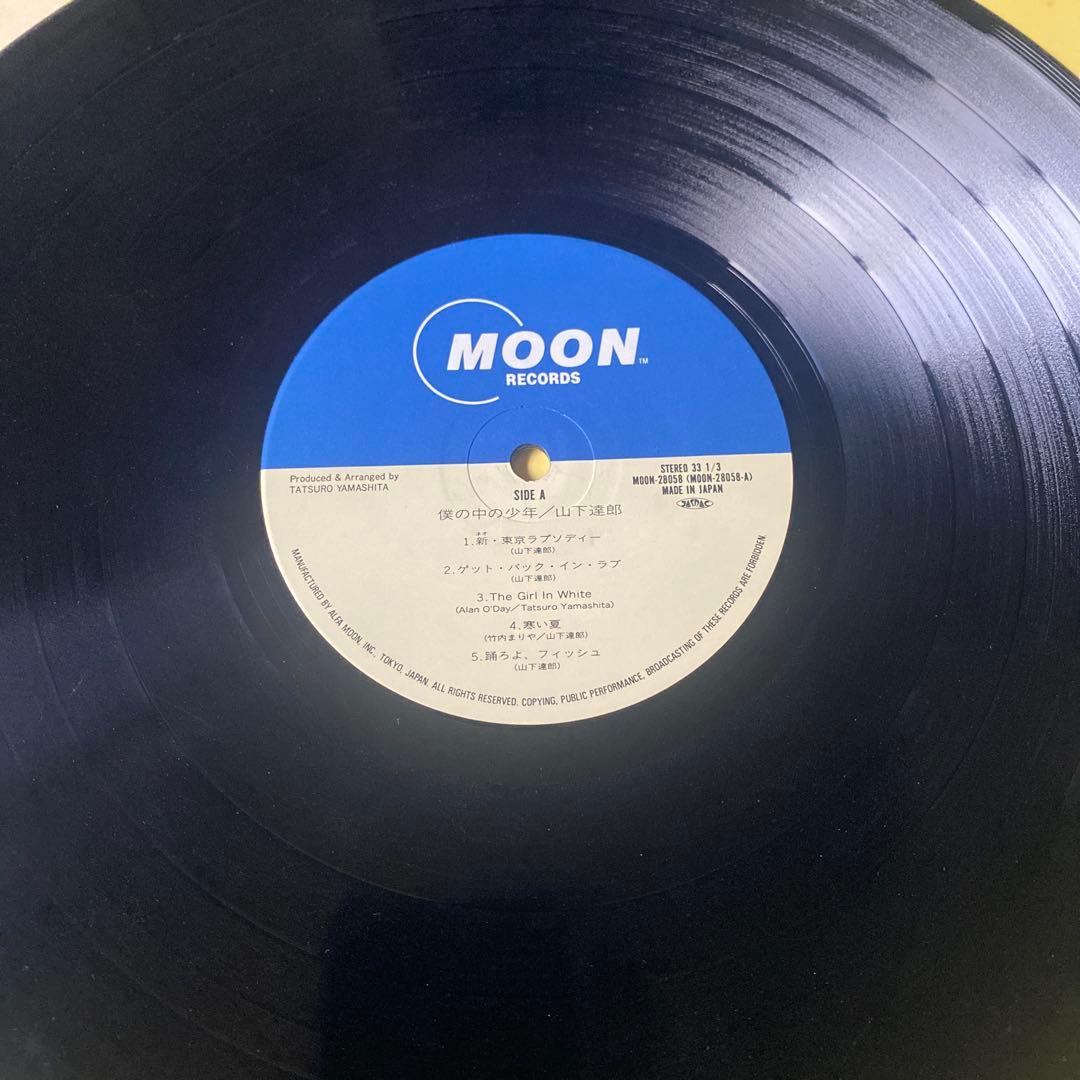 MOON TM
RECORDS
Produced & Arranged by
TATSURO YAMASHITA
SIDE A
STEREO 33 1/3
MOON-28058 (MOON-28058-A)
MADE IN JAPAN
JASRAC
僕の中の少年／山下達郎
ネオ
1.新・東京ラプソディー
(山下達郎)
2.ゲット・バック・イン・ラブ
(山下達郎)
3.The Girl In White
(Alan O'Day／Tatsuro Yamashita)
4.寒い夏
(竹内まりや／山下達郎)
5.踊ろよ、フィッシュ
(山下達郎)
MANUFACTURED BY ALFA MOON, INC., TOKYO, JAPAN. ALL RIGHTS RESERVED. COPYING, PUBLIC PERFORMANCE, BROADCASTING OF THESE RECORDS ARE FORBIDDEN.